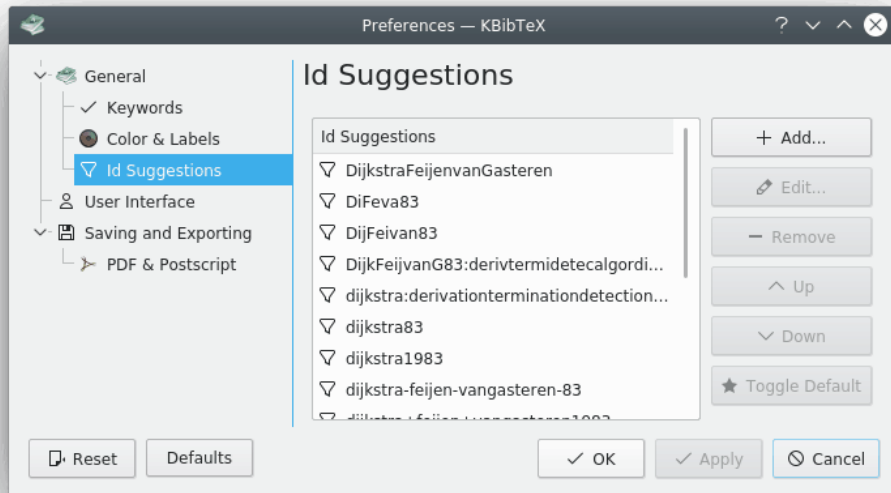 Preferences — KBibTeX
General
Keywords
Color & Labels
Id Suggestions
User Interface
Saving and Exporting
PDF & Postscript
Id Suggestions
Id Suggestions
DijkstraFeijenvanGasteren
DiFeva83
DijFeivan83
DijkFeijvanG83:derivtermidetecalgordi...
dijkstra:derivationterminationdetection...
dijkstra83
dijkstra1983
dijkstra-feijen-vangasteren-83
+ Add...
Edit...
Remove
Up
Down
Toggle Default
Reset
Defaults
OK
Apply
Cancel